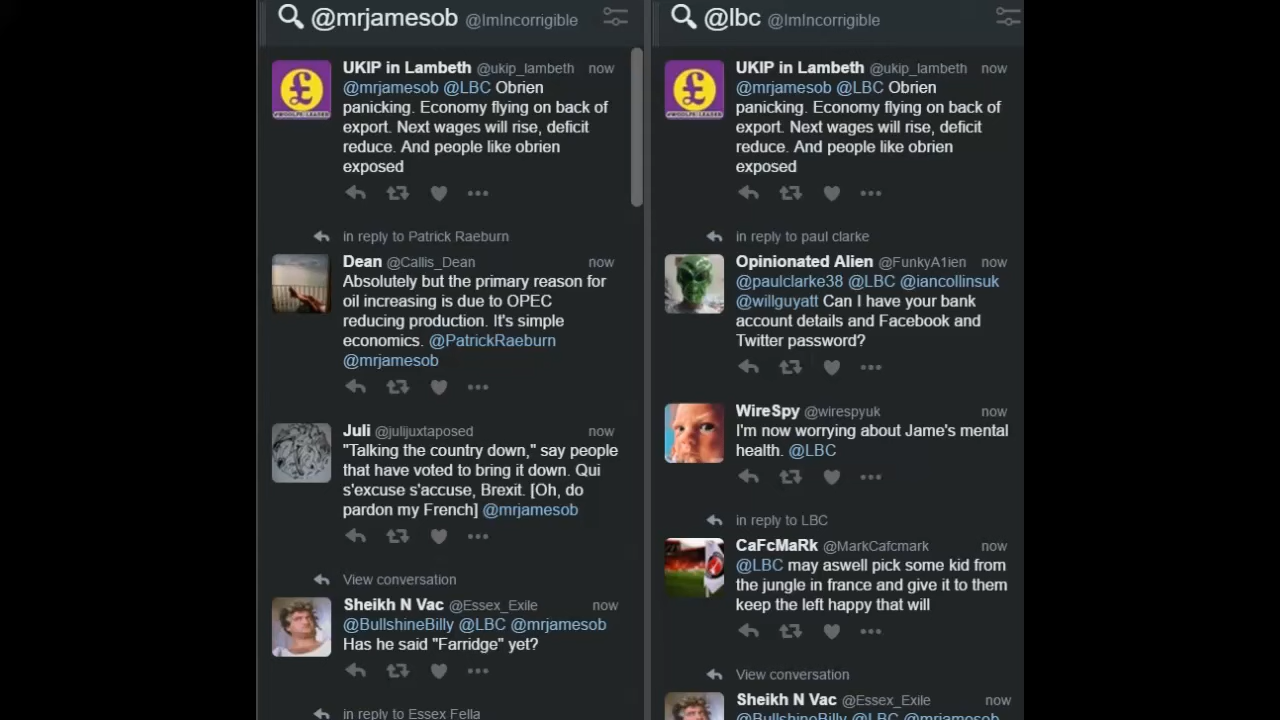 @mrjamesob @ImIncorrigible
UKIP in Lambeth @ukip_lambeth now
@mrjamesob @LBC Obrien
panicking. Economy flying on back of
export. Next wages will rise, deficit
reduce. And people like obrien
exposed
in reply to Patrick Raeburn
Dean @Callis_Dean now
Absolutely but the primary reason for
oil increasing is due to OPEC
reducing production. It's simple
economics. @PatrickRaeburn
@mrjamesob
Juli @julijuxtaposed now
"Talking the country down," say people
that have voted to bring it down. Qui
s'excuse s'accuse, Brexit. [Oh, do
pardon my French] @mrjamesob
View conversation
Sheikh N Vac @Essex_Exile now
@BullshineBilly @LBC @mrjamesob
Has he said "Farridge" yet?
in reply to Essex Fella
@lbc @ImIncorrigible
UKIP in Lambeth @ukip_lambeth now
@mrjamesob @LBC Obrien
panicking. Economy flying on back of
export. Next wages will rise, deficit
reduce. And people like obrien
exposed
in reply to paul clarke
Opinionated Alien @FunkyA1ien now
@paulclarke38 @LBC @iancollinsuk
@willguyatt Can I have your bank
account details and Facebook and
Twitter password?
WireSpy @wirespyuk now
I'm now worrying about Jame's mental
health. @LBC
in reply to LBC
CaFcMaRk @MarkCafcmark now
@LBC may aswell pick some kid from
the jungle in france and give it to them
keep the left happy that will
View conversation
Sheikh N Vac @Essex_Exile now
@BullshineBilly @LBC @mrjamesob